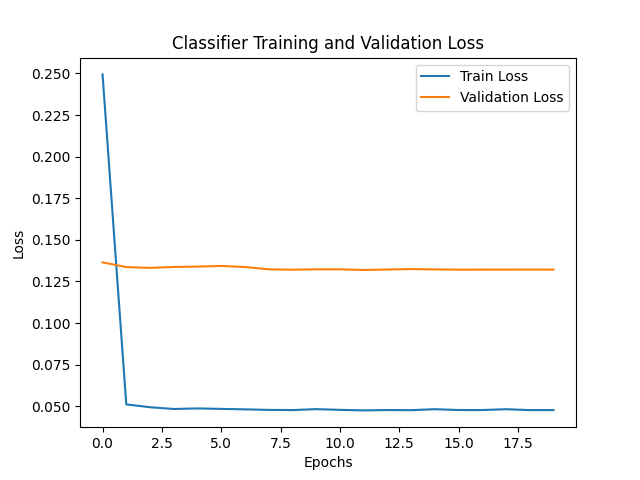 Classifier Training and Validation Loss
Train Loss
Validation Loss
Loss
0.250
0.225
0.200
0.175
0.150
0.125
0.100
0.075
0.050
0.0 2.5 5.0 7.5 10.0 12.5 15.0 17.5
Epochs